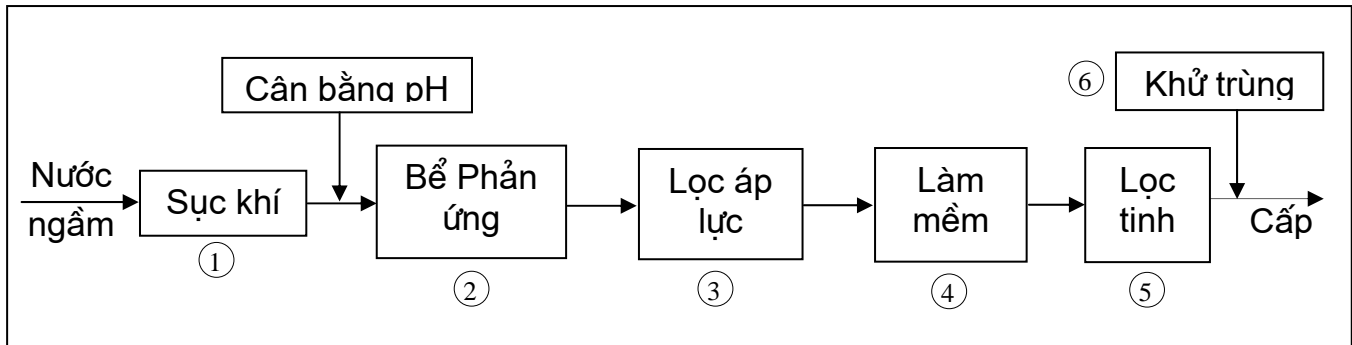 Cân bằng pH
⑥
Khử trùng
Nước
ngầm
Sục khí
①
Bể Phản
ứng
②
Lọc áp
lực
③
Làm
mềm
④
Lọc
tinh
⑤
Cấp